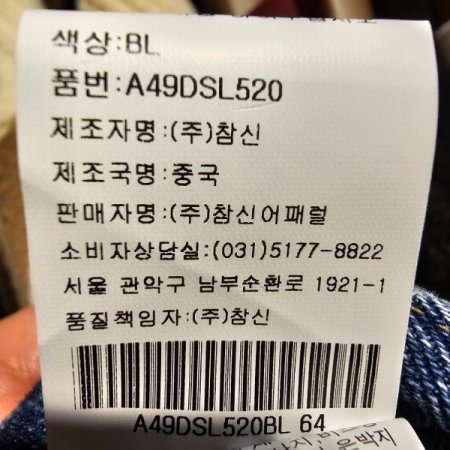 색상:BL
품번:A49DSL520
제조자명:(주)참신
제조국명:중국
판매자명:(주)참신어패럴
소비자상담실:(031)5177-8822
서울 관악구 남부순환로 1921-1
품질책임자:(주)참신
A49DSL520BL 64